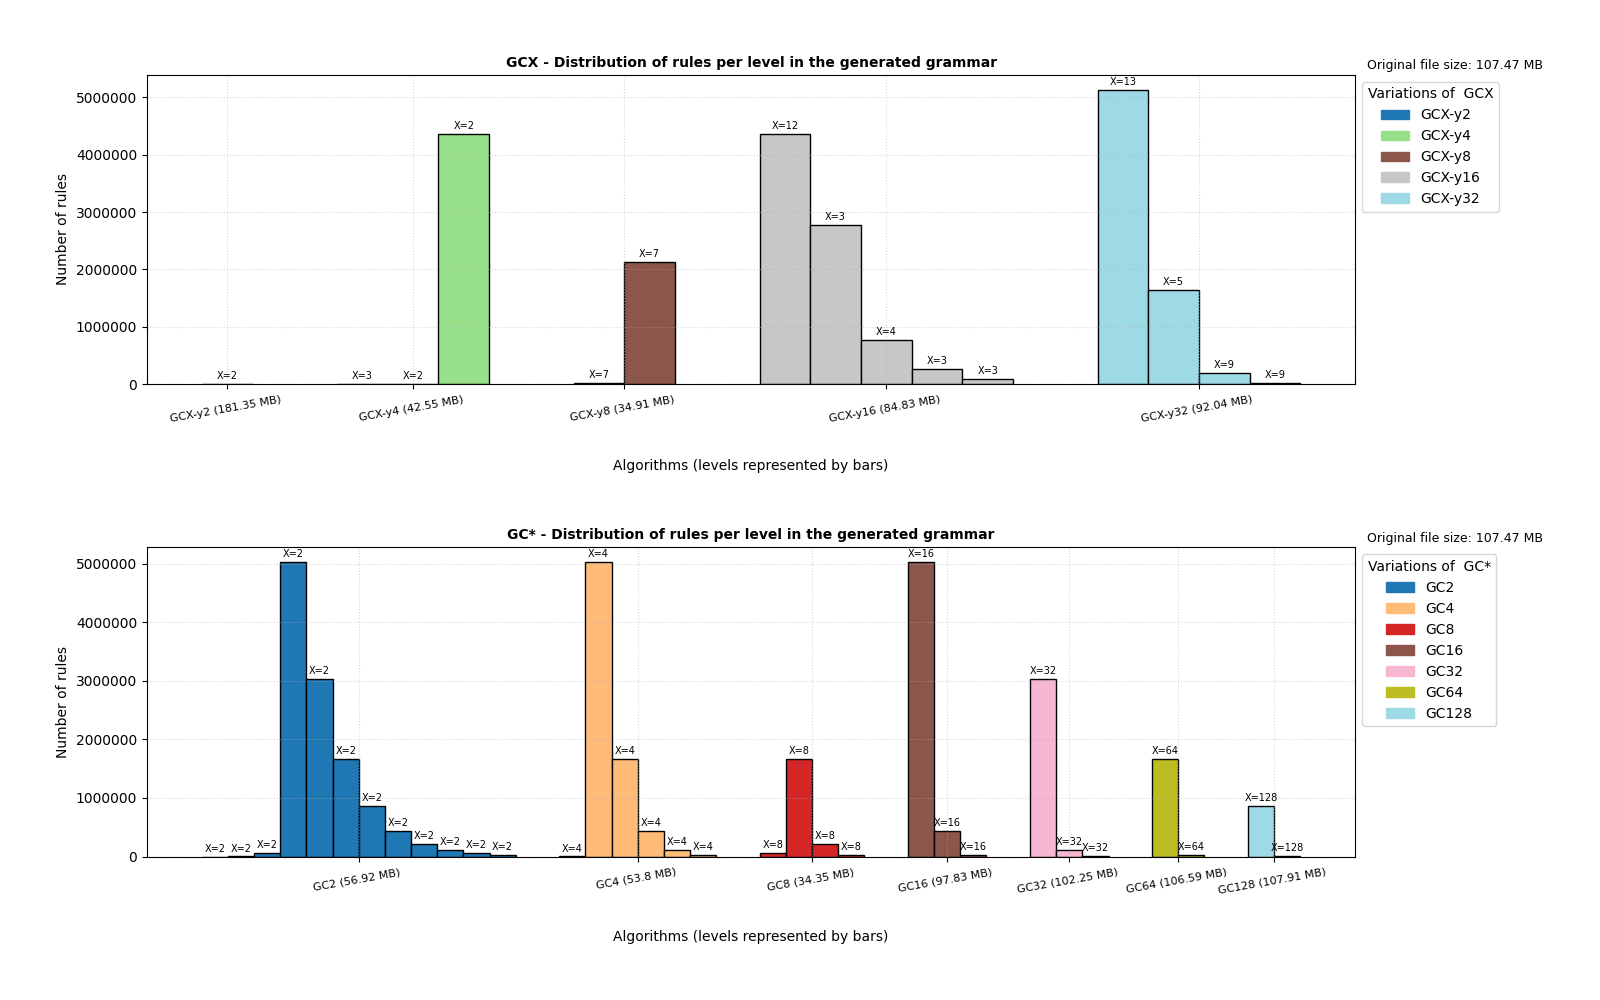 GCX - Distribution of rules per level in the generated grammar
Original file size: 107.47 MB
Variations of  GCX
GCX-y2
GCX-y4
GCX-y8
GCX-y16
GCX-y32
Number of rules
5000000
4000000
3000000
2000000
1000000
0
X=2
X=3
X=2
X=2
X=7
X=7
X=12
X=3
X=4
X=3
X=3
X=13
X=5
X=9
X=9
GCX-y2 (181.35 MB)
GCX-y4 (42.55 MB)
GCX-y8 (34.91 MB)
GCX-y16 (84.83 MB)
GCX-y32 (92.04 MB)
Algorithms (levels represented by bars)
GC* - Distribution of rules per level in the generated grammar
Original file size: 107.47 MB
Variations of  GC*
GC2
GC4
GC8
GC16
GC32
GC64
GC128
Number of rules
5000000
4000000
3000000
2000000
1000000
0
X=2
X=2
X=2
X=2
X=2
X=2
X=2
X=2
X=2
X=2
X=2
X=2
X=4
X=4
X=4
X=4
X=4
X=4
X=8
X=8
X=8
X=8
X=16
X=16
X=16
X=32
X=32
X=32
X=64
X=64
X=128
X=128
GC2 (56.92 MB)
GC4 (53.8 MB)
GC8 (34.35 MB)
GC16 (97.83 MB)
GC32 (102.25 MB)
GC64 (106.59 MB)
GC128 (107.91 MB)
Algorithms (levels represented by bars)